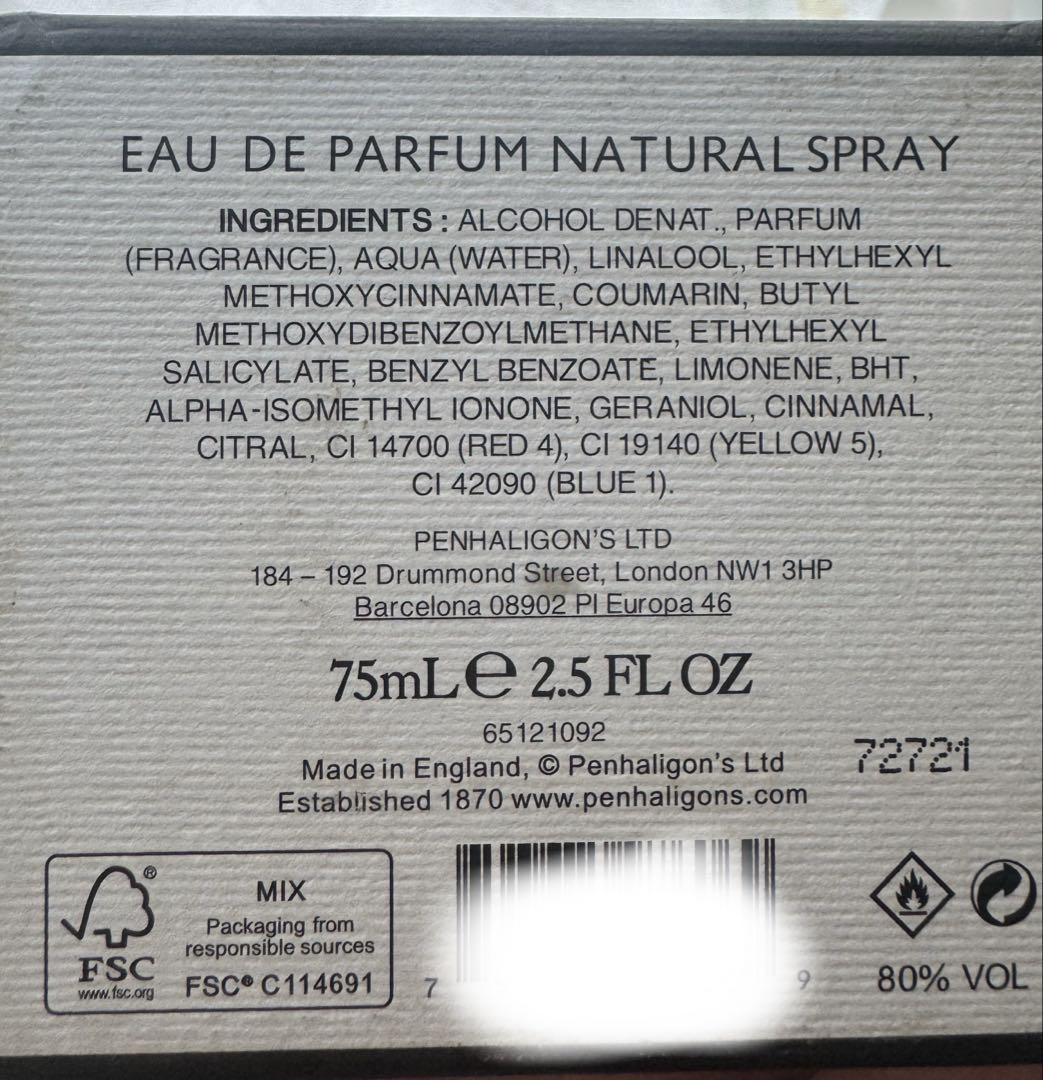 EAU DE PARFUM NATURAL SPRAY
INGREDIENTS : ALCOHOL DENAT., PARFUM
(FRAGRANCE), AQUA (WATER), LINALOOL, ETHYLHEXYL
METHOXYCINNAMATE, COUMARIN, BUTYL
METHOXYDIBENZOYLMETHANE, ETHYLHEXYL
SALICYLATE, BENZYL BENZOATE, LIMONENE, BHT,
ALPHA-ISOMETHYL IONONE, GERANIOL, CINNAMAL,
CITRAL, CI 14700 (RED 4), CI 19140 (YELLOW 5),
CI 42090 (BLUE 1).
PENHALIGON'S LTD
184 – 192 Drummond Street, London NW1 3HP
Barcelona 08902 Pl Europa 46
75mL e 2.5 FL OZ
65121092
72721
Made in England, © Penhaligon's Ltd
Established 1870 www.penhaligons.com
FSC®
www.fsc.org
MIX
Packaging from
responsible sources
FSC® C114691
7 9
80% VOL